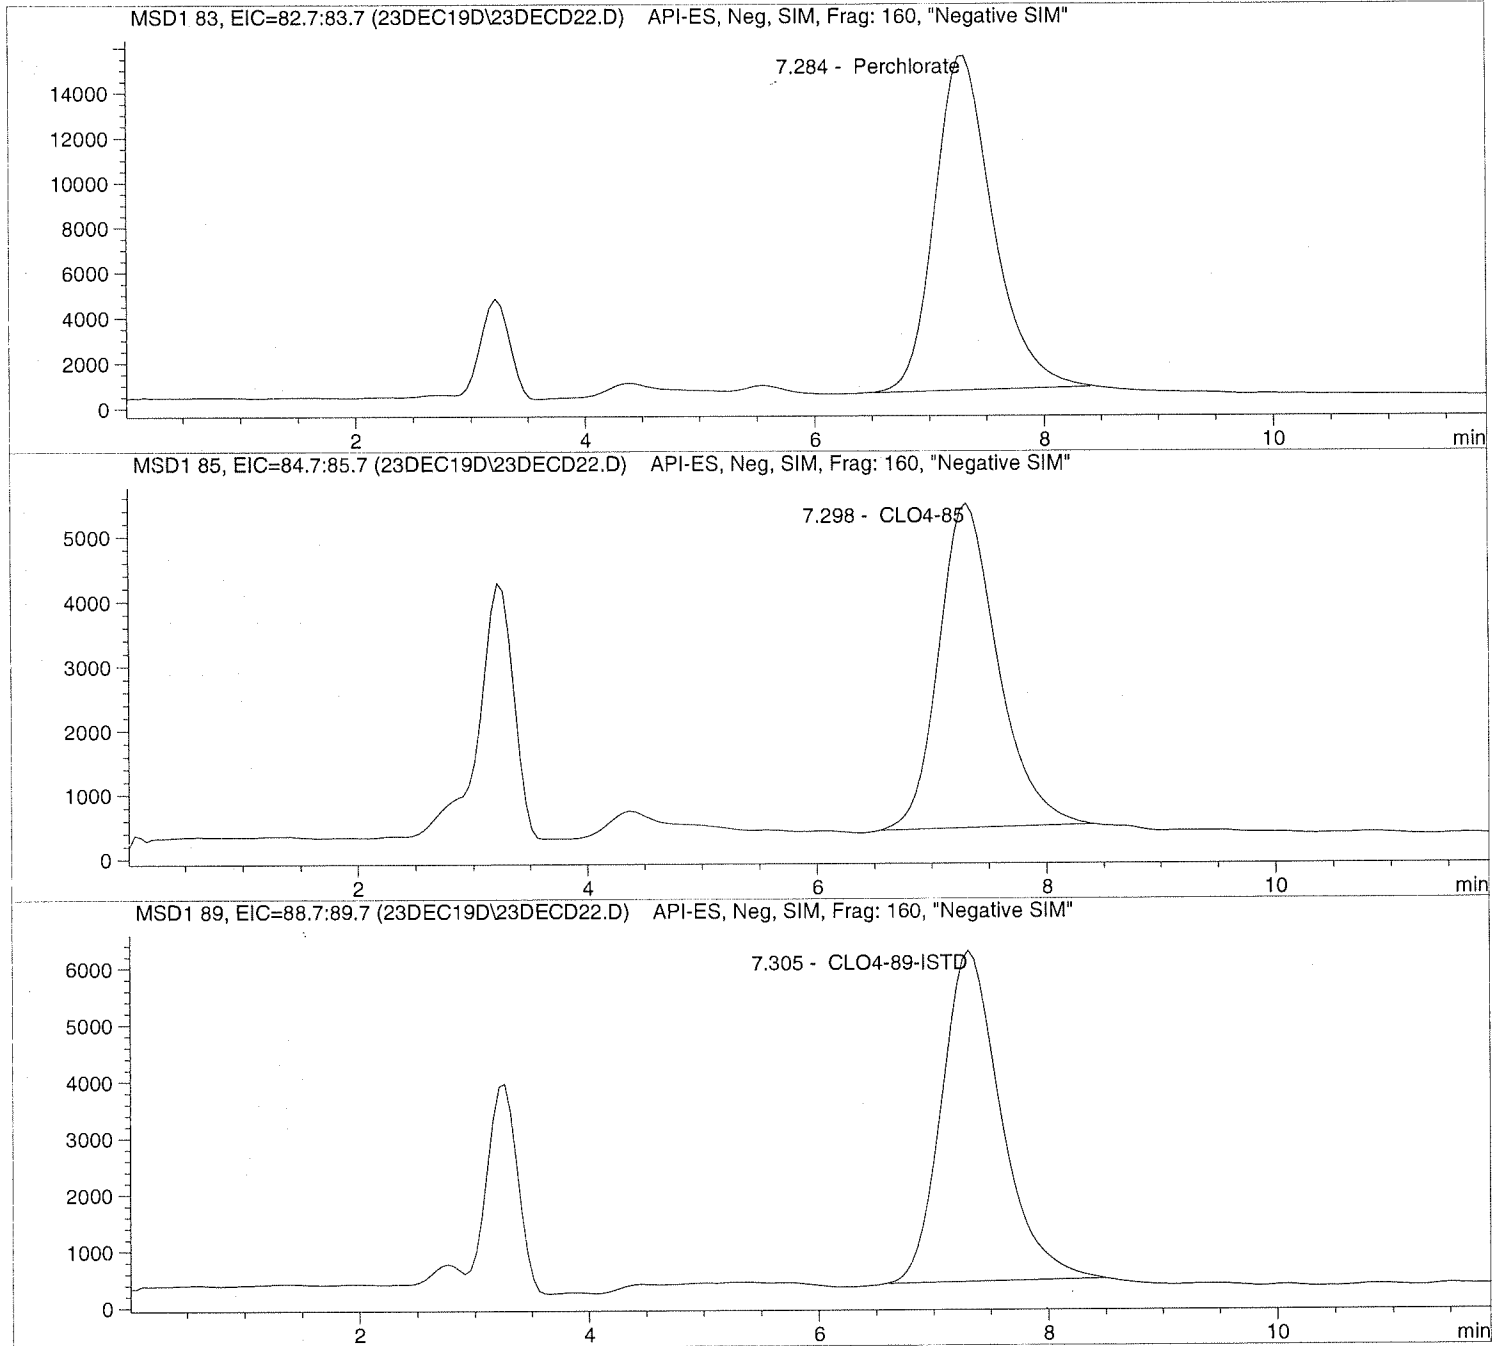 MSD1 83, EIC=82.7:83.7 (23DEC19D\23DECD22.D) API-ES, Neg, SIM, Frag: 160, "Negative SIM"
7.284 - Perchlorate
14000
12000
10000
8000
6000
4000
2000
0
2 4 6 8 10 min
MSD1 85, EIC=84.7:85.7 (23DEC19D\23DECD22.D) API-ES, Neg, SIM, Frag: 160, "Negative SIM"
7.298 - CLO4-85
5000
4000
3000
2000
1000
0
2 4 6 8 10 min
MSD1 89, EIC=88.7:89.7 (23DEC19D\23DECD22.D) API-ES, Neg, SIM, Frag: 160, "Negative SIM"
7.305 - CLO4-89-ISTD
6000
5000
4000
3000
2000
1000
0
2 4 6 8 10 min